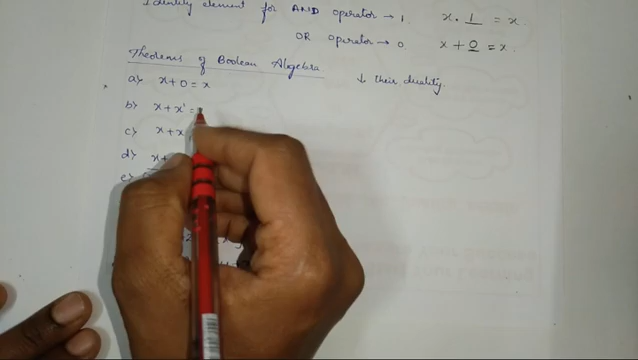 Identity element for AND operator → 1. x . 1 = x.
OR operator → 0. x + 0 = x.
Theorems of Boolean Algebra
↓ their duality.
a) x + 0 = x
b) x + x' =
c) x + x
d) x +
e)